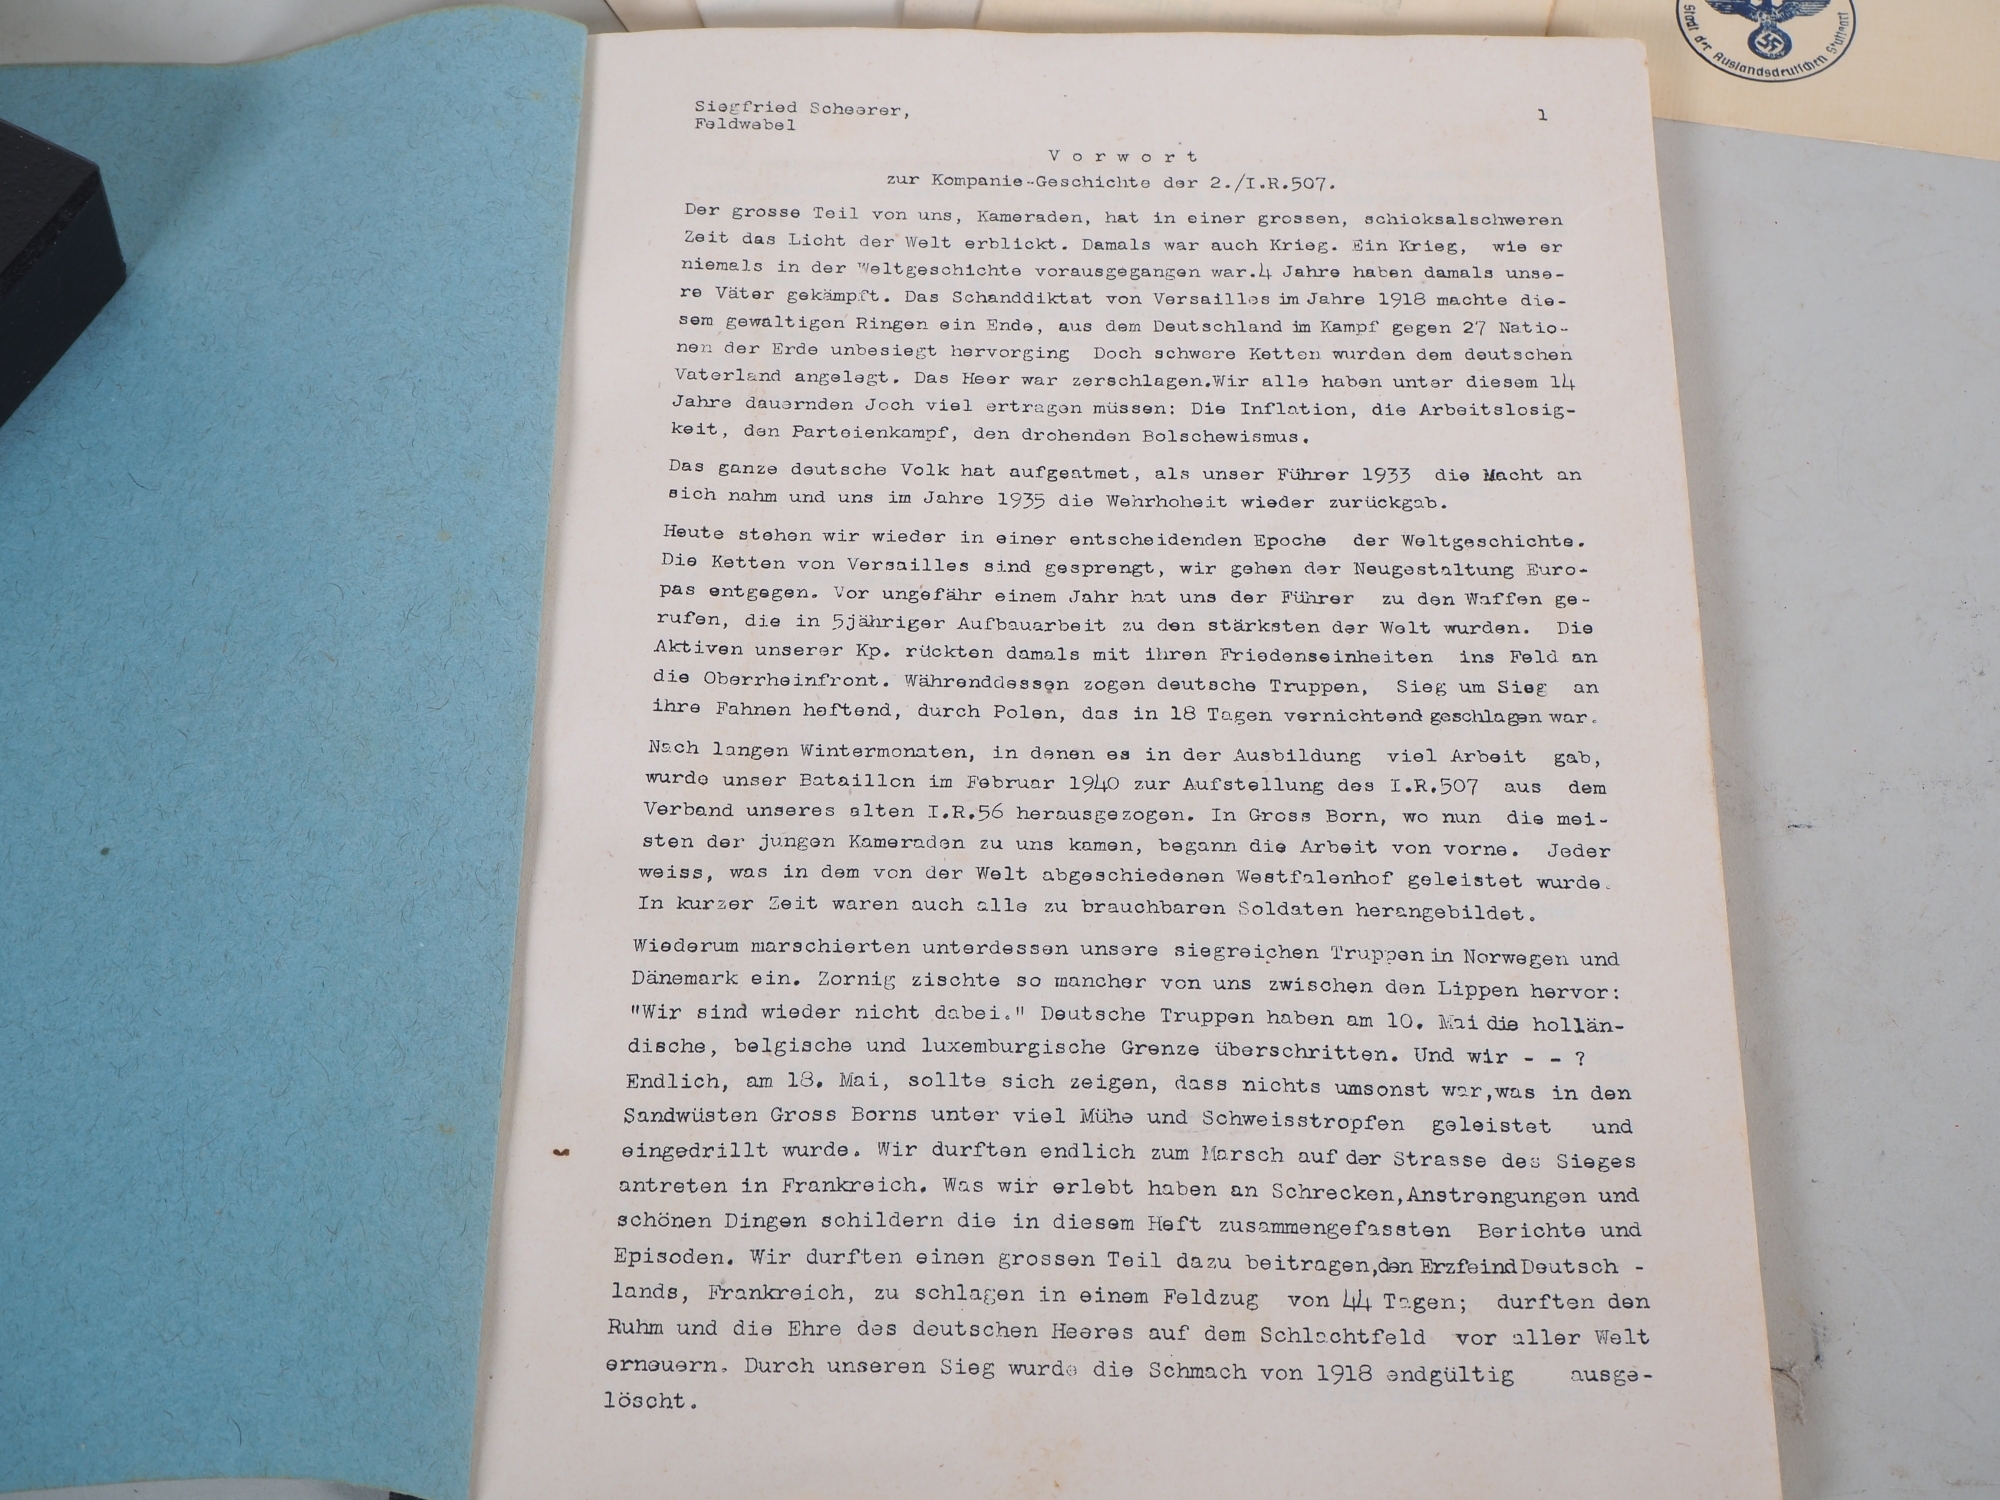 Stadt der Auslandsdeutschen Stuttgart
Siegfried Scheerer,
Feldwebel
1
Vorwort
zur Kompanie-Geschichte der 2./I.R.507.
Der grosse Teil von uns, Kameraden, hat in einer grossen, schicksalschweren
Zeit das Licht der Welt erblickt. Damals war auch Krieg. Ein Krieg, wie er
niemals in der Weltgeschichte vorausgegangen war.4 Jahre haben damals unse-
re Väter gekämpft. Das Schanddiktat von Versailles im Jahre 1918 machte die-
sem gewaltigen Ringen ein Ende, aus dem Deutschland im Kampf gegen 27 Natio-
nen der Erde unbesiegt hervorging Doch schwere Ketten wurden dem deutschen
Vaterland angelegt. Das Heer war zerschlagen.Wir alle haben unter diesem 14
Jahre dauernden Joch viel ertragen müssen: Die Inflation, die Arbeitslosig-
keit, den Parteienkampf, den drohenden Bolschewismus.
Das ganze deutsche Volk hat aufgeatmet, als unser Führer 1933 die Macht an
sich nahm und uns im Jahre 1935 die Wehrhoheit wieder zurückgab.
Heute stehen wir wieder in einer entscheidenden Epoche der Weltgeschichte.
Die Ketten von Versailles sind gesprengt, wir gehen der Neugestaltung Euro-
pas entgegen. Vor ungefähr einem Jahr hat uns der Führer zu den Waffen ge-
rufen, die in 5jähriger Aufbauarbeit zu den stärksten der Welt wurden. Die
Aktiven unserer Kp. rückten damals mit ihren Friedenseinheiten ins Feld an
die Oberrheinfront. Währenddessen zogen deutsche Truppen, Sieg um Sieg an
ihre Fahnen heftend, durch Polen, das in 18 Tagen vernichtend geschlagen war.
Nach langen Wintermonaten, in denen es in der Ausbildung viel Arbeit gab,
wurde unser Bataillon im Februar 1940 zur Aufstellung des I.R.507 aus dem
Verband unseres alten I.R.56 herausgezogen. In Gross Born, wo nun die mei-
sten der jungen Kameraden zu uns kamen, begann die Arbeit von vorne. Jeder
weiss, was in dem von der Welt abgeschiedenen Westfalenhof geleistet wurde.
In kurzer Zeit waren auch alle zu brauchbaren Soldaten herangebildet.
Wiederum marschierten unterdessen unsere siegreichen Truppen in Norwegen und
Dänemark ein. Zornig zischte so mancher von uns zwischen den Lippen hervor:
"Wir sind wieder nicht dabei." Deutsche Truppen haben am 10. Mai die hollän-
dische, belgische und luxemburgische Grenze überschritten. Und wir - - ?
Endlich, am 18. Mai, sollte sich zeigen, dass nichts umsonst war,was in den
Sandwüsten Gross Borns unter viel Mühe und Schweisstropfen geleistet und
eingedrillt wurde. Wir durften endlich zum Marsch auf der Strasse des Sieges
antreten in Frankreich. Was wir erlebt haben an Schrecken,Anstrengungen und
schönen Dingen schildern die in diesem Heft zusammengefassten Berichte und
Episoden. Wir durften einen grossen Teil dazu beitragen,den Erzfeind Deutsch -
lands, Frankreich, zu schlagen in einem Feldzug von 44 Tagen; durften den
Ruhm und die Ehre des deutschen Heeres auf dem Schlachtfeld vor aller Welt
erneuern. Durch unseren Sieg wurde die Schmach von 1918 endgültig ausge-
löscht.